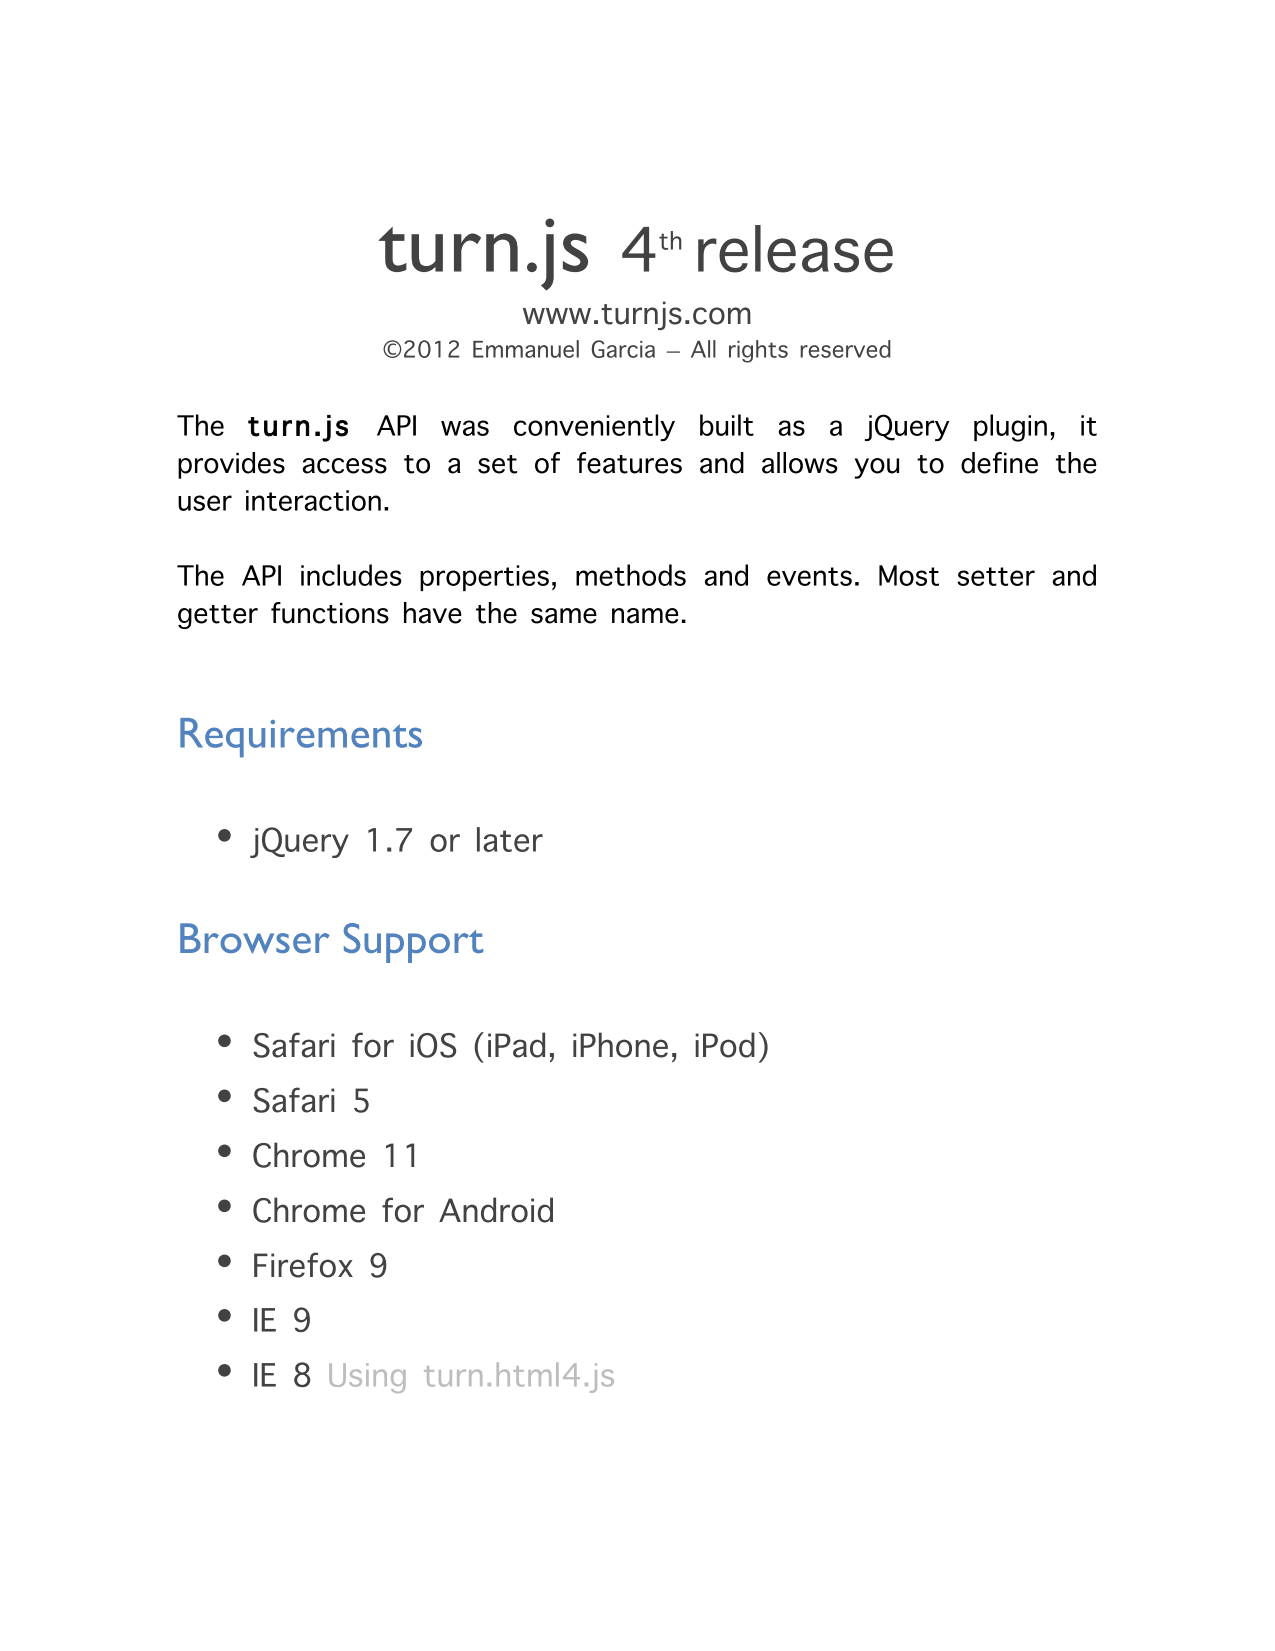 turn.js 4th release
www.turnjs.com
©2012 Emmanuel Garcia – All rights reserved
The turn.js API was conveniently built as a jQuery plugin, it
provides access to a set of features and allows you to define the
user interaction.
The API includes properties, methods and events. Most setter and
getter functions have the same name.
Requirements
• jQuery 1.7 or later
Browser Support
• Safari for iOS (iPad, iPhone, iPod)
• Safari 5
• Chrome 11
• Chrome for Android
• Firefox 9
• IE 9
• IE 8 Using turn.html4.js